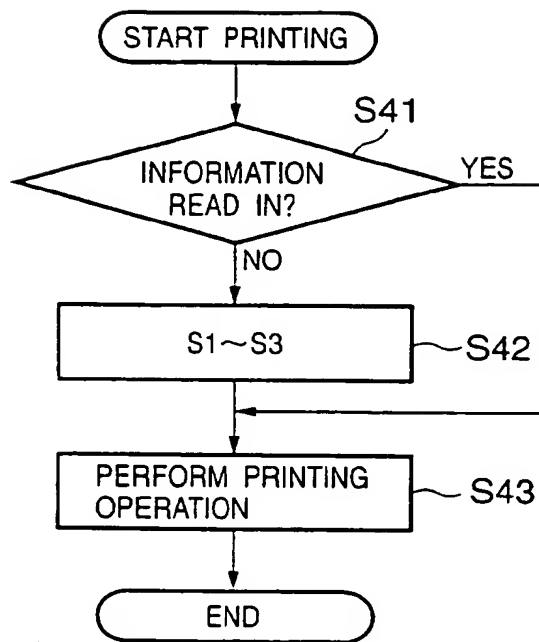 START PRINTING
S41
INFORMATION
READ IN?
YES
NO
S1~S3
S42
PERFORM PRINTING
OPERATION
S43
END